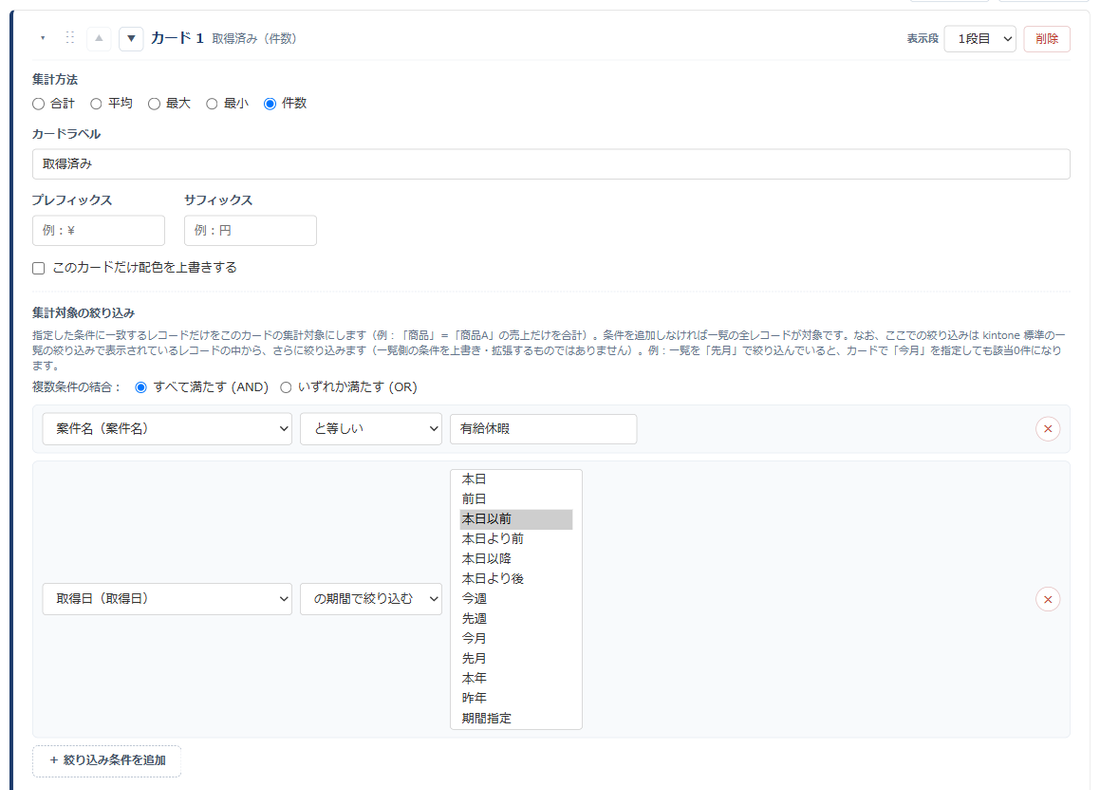 ▾ ⠿ ▲ ▼ カード 1 取得済み（件数） 表示段 1段目 削除
集計方法
合計 平均 最大 最小 件数
カードラベル
取得済み
プレフィックス サフィックス
例：¥ 例：円
このカードだけ配色を上書きする
集計対象の絞り込み
指定した条件に一致するレコードだけをこのカードの集計対象にします（例：「商品」＝「商品A」の売上だけを合計）。条件を追加しなければ一覧の全レコードが対象です。なお、ここでの絞り込みは kintone 標準の一
覧の絞り込みで表示されているレコードの中から、さらに絞り込みます（一覧側の条件を上書き・拡張するものではありません）。例：一覧を「先月」で絞り込んでいると、カードで「今月」を指定しても該当0件になり
ます。
複数条件の結合： すべて満たす (AND) いずれか満たす (OR)
案件名（案件名） と等しい 有給休暇 ×
本日
前日
本日以前
本日より前
本日以降
本日より後
取得日（取得日） の期間で絞り込む 今週 ×
先週
今月
先月
本年
昨年
期間指定
+ 絞り込み条件を追加